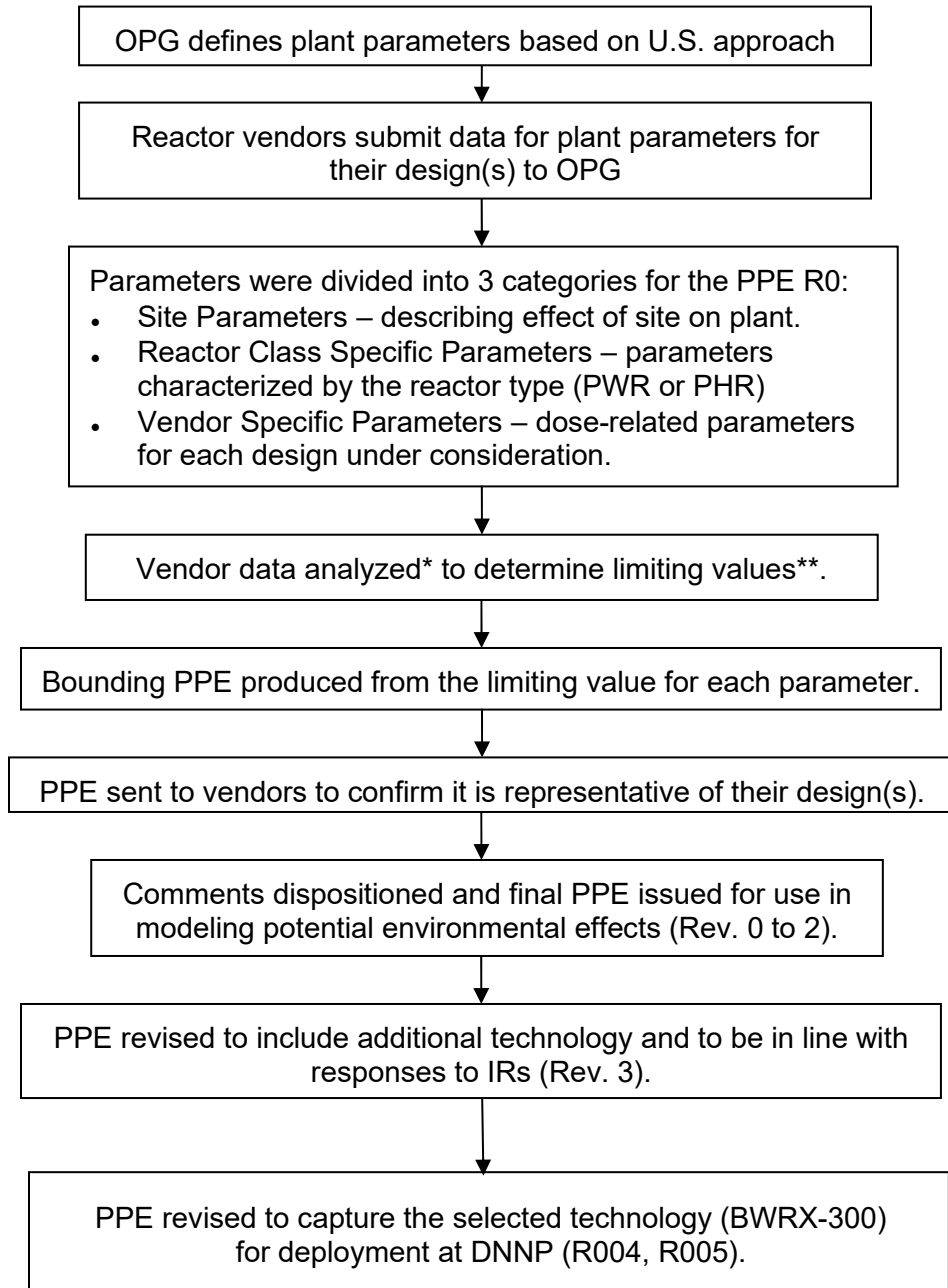 OPG defines plant parameters based on U.S. approach
Reactor vendors submit data for plant parameters for
their design(s) to OPG
Parameters were divided into 3 categories for the PPE R0:
• Site Parameters – describing effect of site on plant.
• Reactor Class Specific Parameters – parameters
characterized by the reactor type (PWR or PHR)
• Vendor Specific Parameters – dose-related parameters
for each design under consideration.
Vendor data analyzed* to determine limiting values**.
Bounding PPE produced from the limiting value for each parameter.
PPE sent to vendors to confirm it is representative of their design(s).
Comments dispositioned and final PPE issued for use in
modeling potential environmental effects (Rev. 0 to 2).
PPE revised to include additional technology and to be in line with
responses to IRs (Rev. 3).
PPE revised to capture the selected technology (BWRX-300)
for deployment at DNNP (R004, R005).